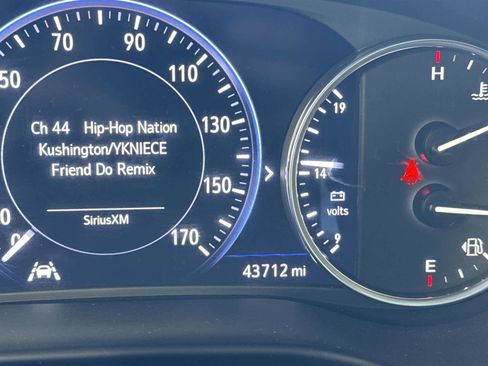 50
70
90
110
130
150
170
Ch 44 Hip-Hop Nation
Kushington/YKNIECE
Friend Do Remix
SiriusXM
43712 mi
19
14
volts
9
H
E